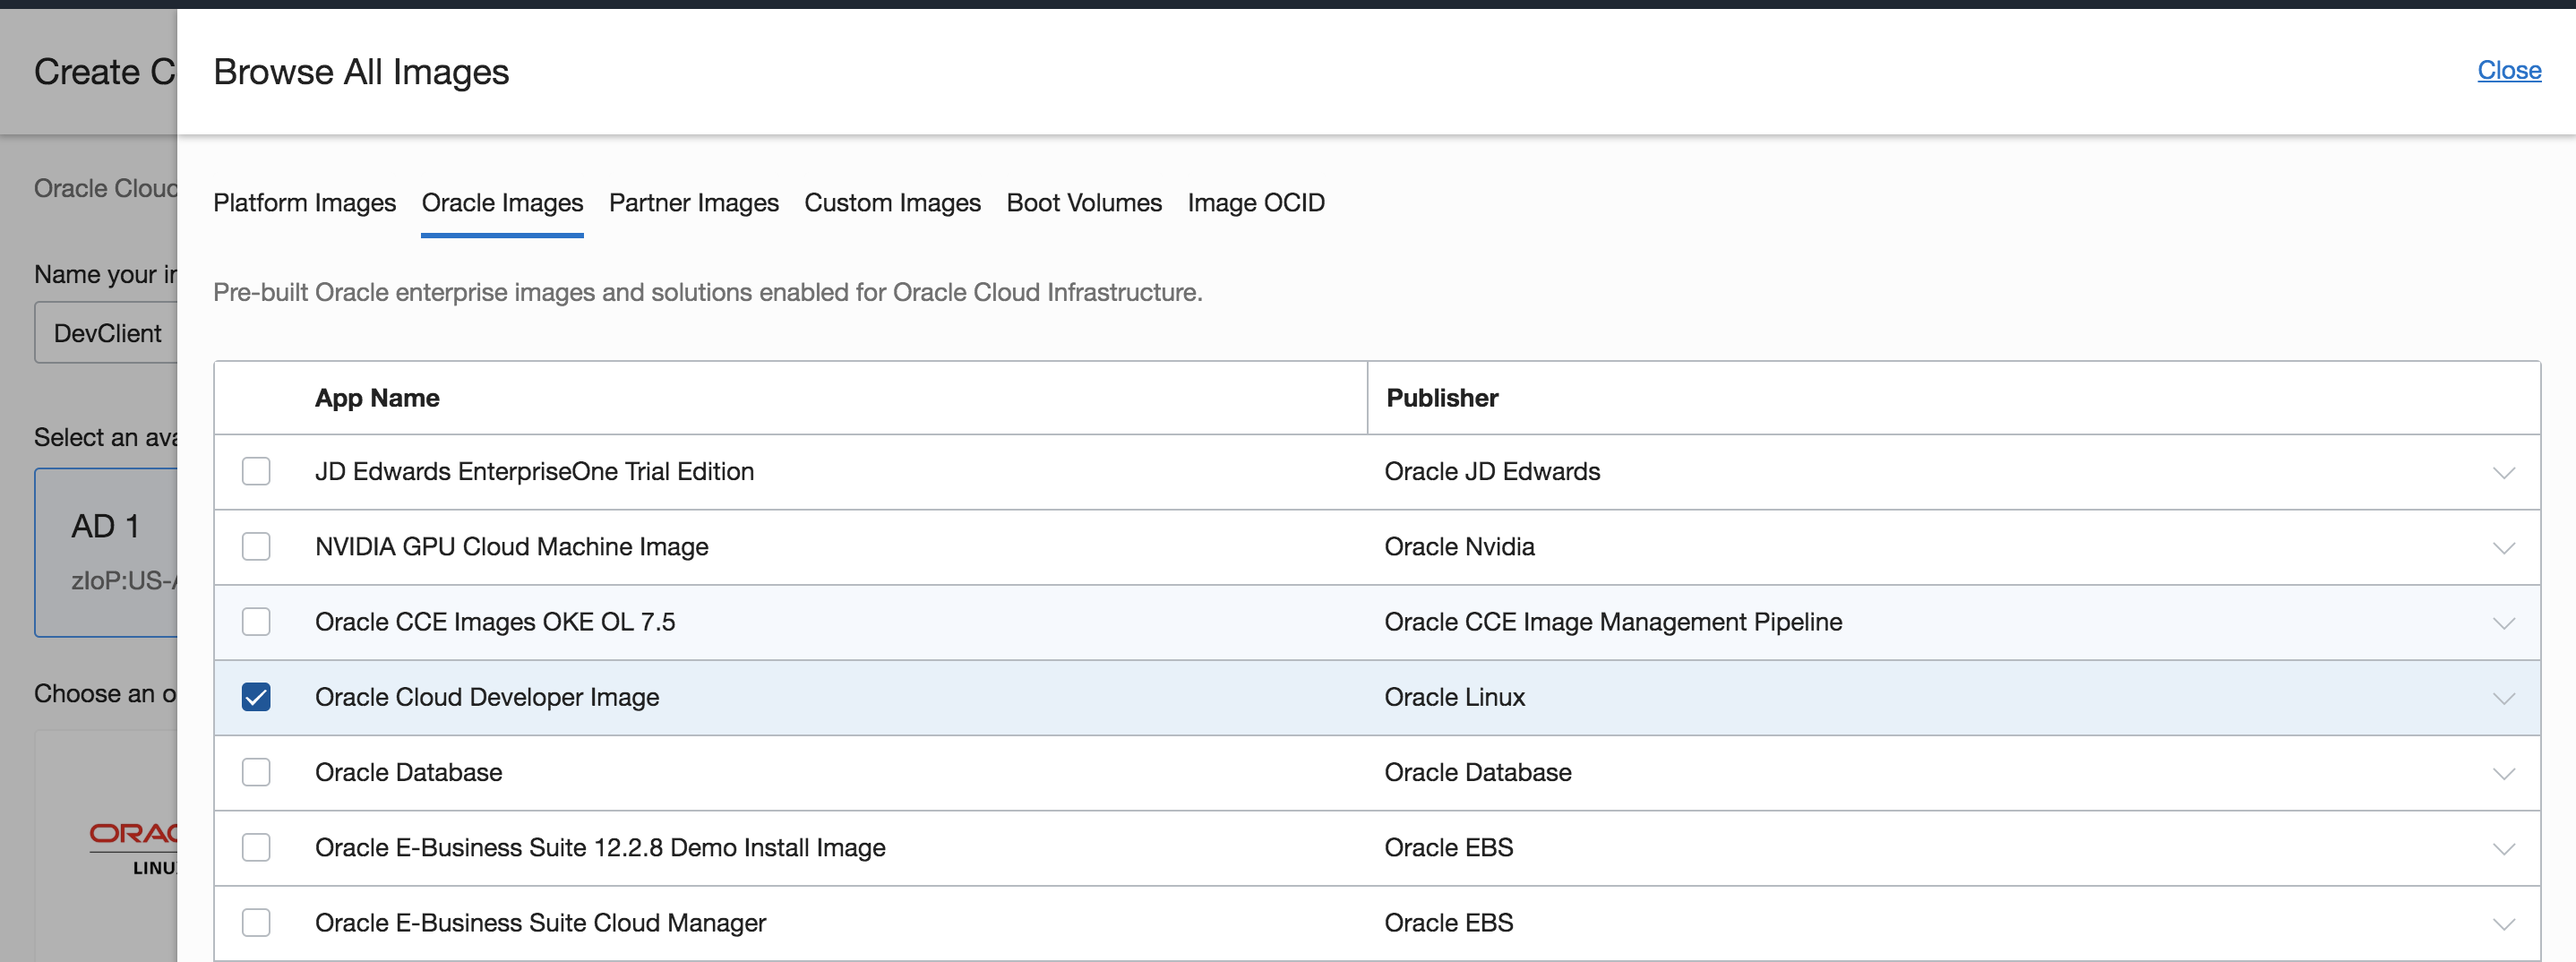 Create C
Browse All Images
Close
Oracle Cloud
Platform Images Oracle Images Partner Images Custom Images Boot Volumes Image OCID
Name your in
Pre-built Oracle enterprise images and solutions enabled for Oracle Cloud Infrastructure.
DevClient
App Name Publisher
Select an ava
JD Edwards EnterpriseOne Trial Edition Oracle JD Edwards
AD 1
NVIDIA GPU Cloud Machine Image Oracle Nvidia
zIoP:US-A
Oracle CCE Images OKE OL 7.5 Oracle CCE Image Management Pipeline
Choose an o
Oracle Cloud Developer Image Oracle Linux
Oracle Database Oracle Database
ORAC
LINU
Oracle E-Business Suite 12.2.8 Demo Install Image Oracle EBS
Oracle E-Business Suite Cloud Manager Oracle EBS